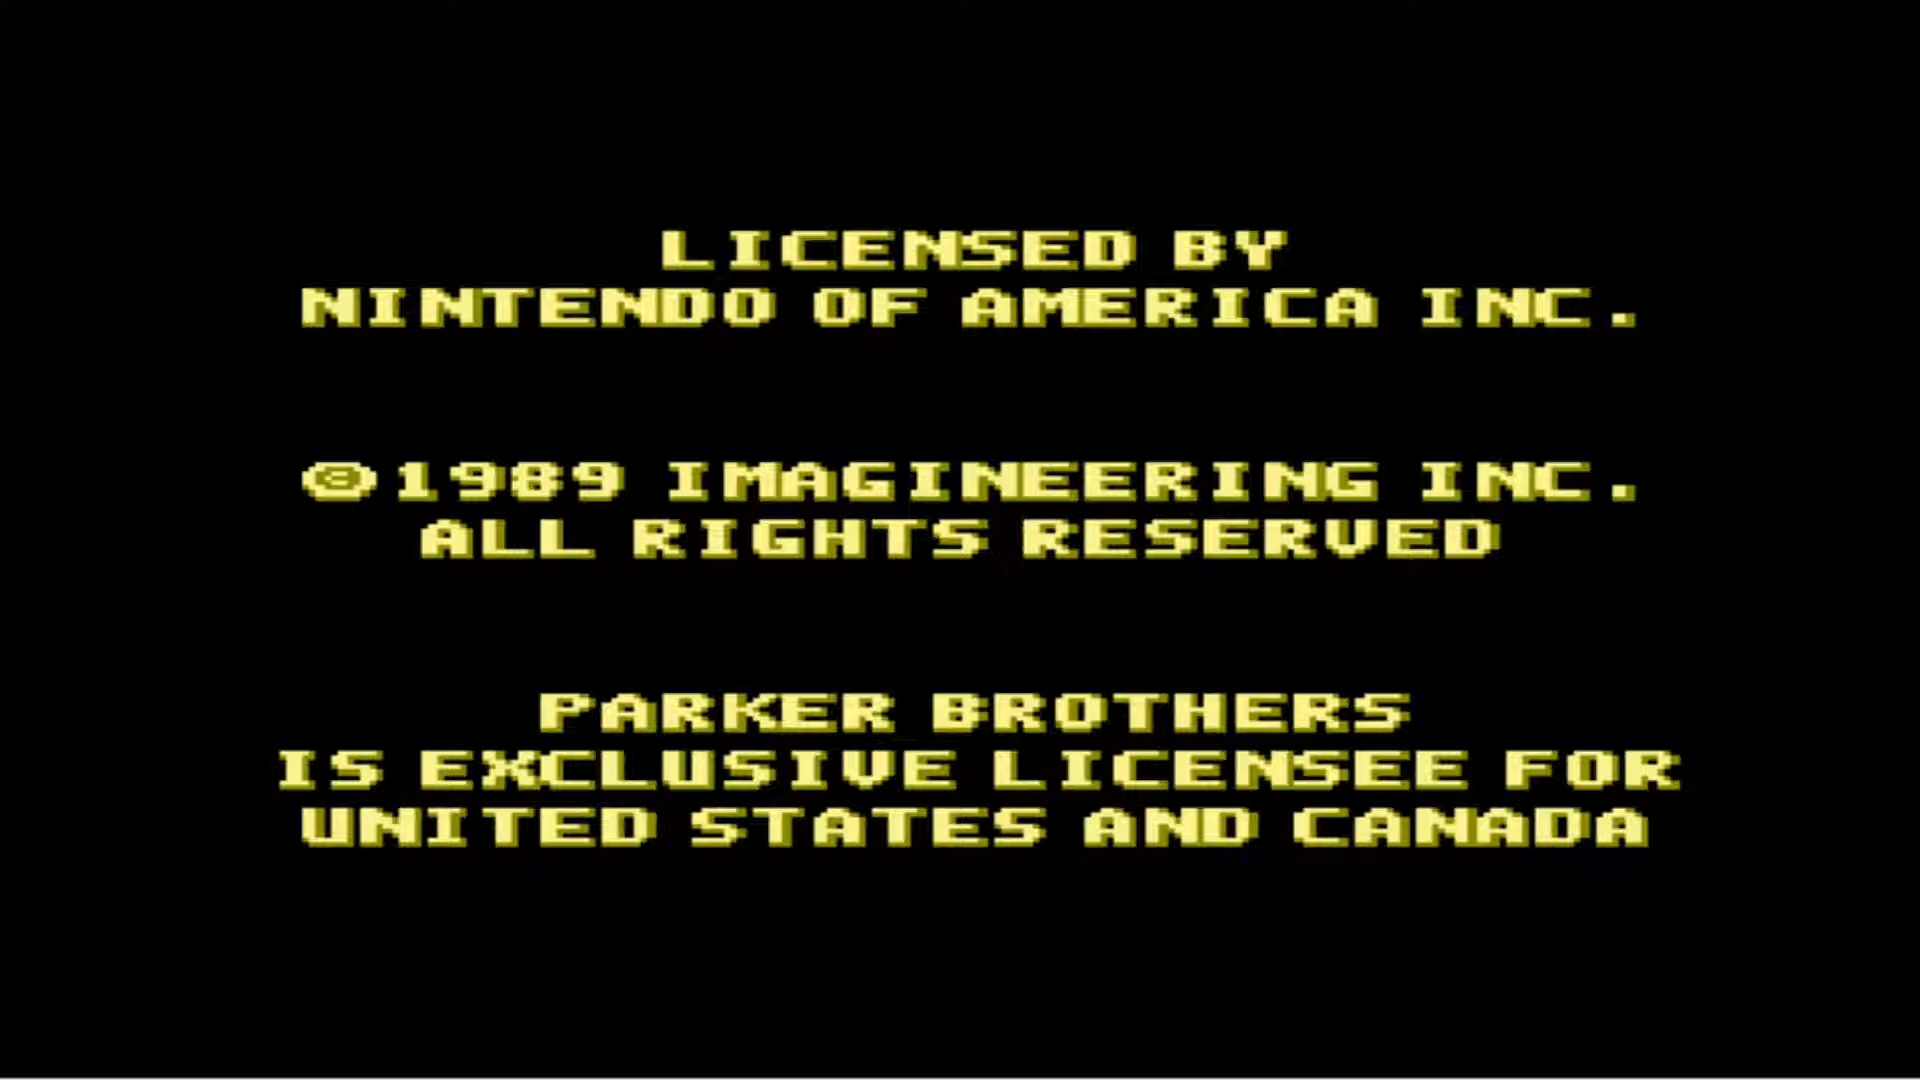 LICENSED BY
NINTENDO OF AMERICA INC.
©1989 IMAGINEERING INC.
ALL RIGHTS RESERVED
PARKER BROTHERS
IS EXCLUSIVE LICENSEE FOR
UNITED STATES AND CANADA